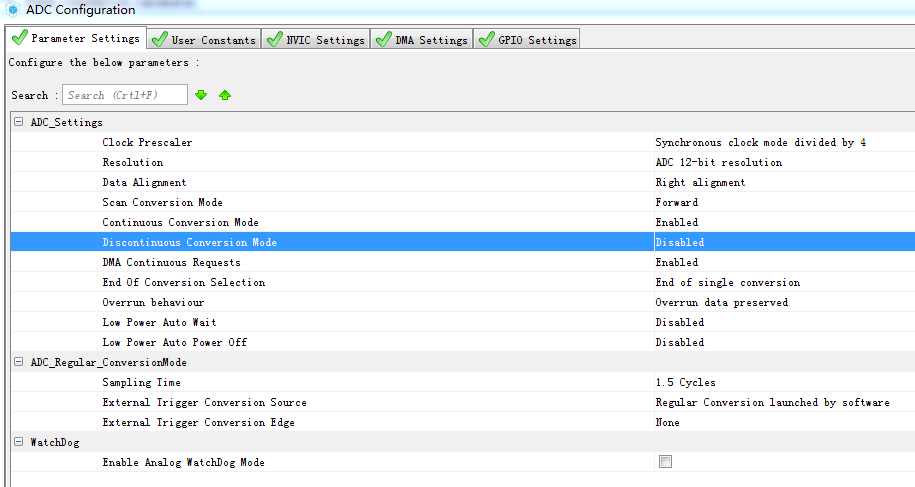 ADC Configuration
Parameter Settings User Constants NVIC Settings DMA Settings GPIO Settings
Configure the below parameters :
Search : Search (Crtl+F)
ADC_Settings
Clock Prescaler Synchronous clock mode divided by 4
Resolution ADC 12-bit resolution
Data Alignment Right alignment
Scan Conversion Mode Forward
Continuous Conversion Mode Enabled
Discontinuous Conversion Mode Disabled
DMA Continuous Requests Enabled
End Of Conversion Selection End of single conversion
Overrun behaviour Overrun data preserved
Low Power Auto Wait Disabled
Low Power Auto Power Off Disabled
ADC_Regular_ConversionMode
Sampling Time 1.5 Cycles
External Trigger Conversion Source Regular Conversion launched by software
External Trigger Conversion Edge None
WatchDog
Enable Analog WatchDog Mode